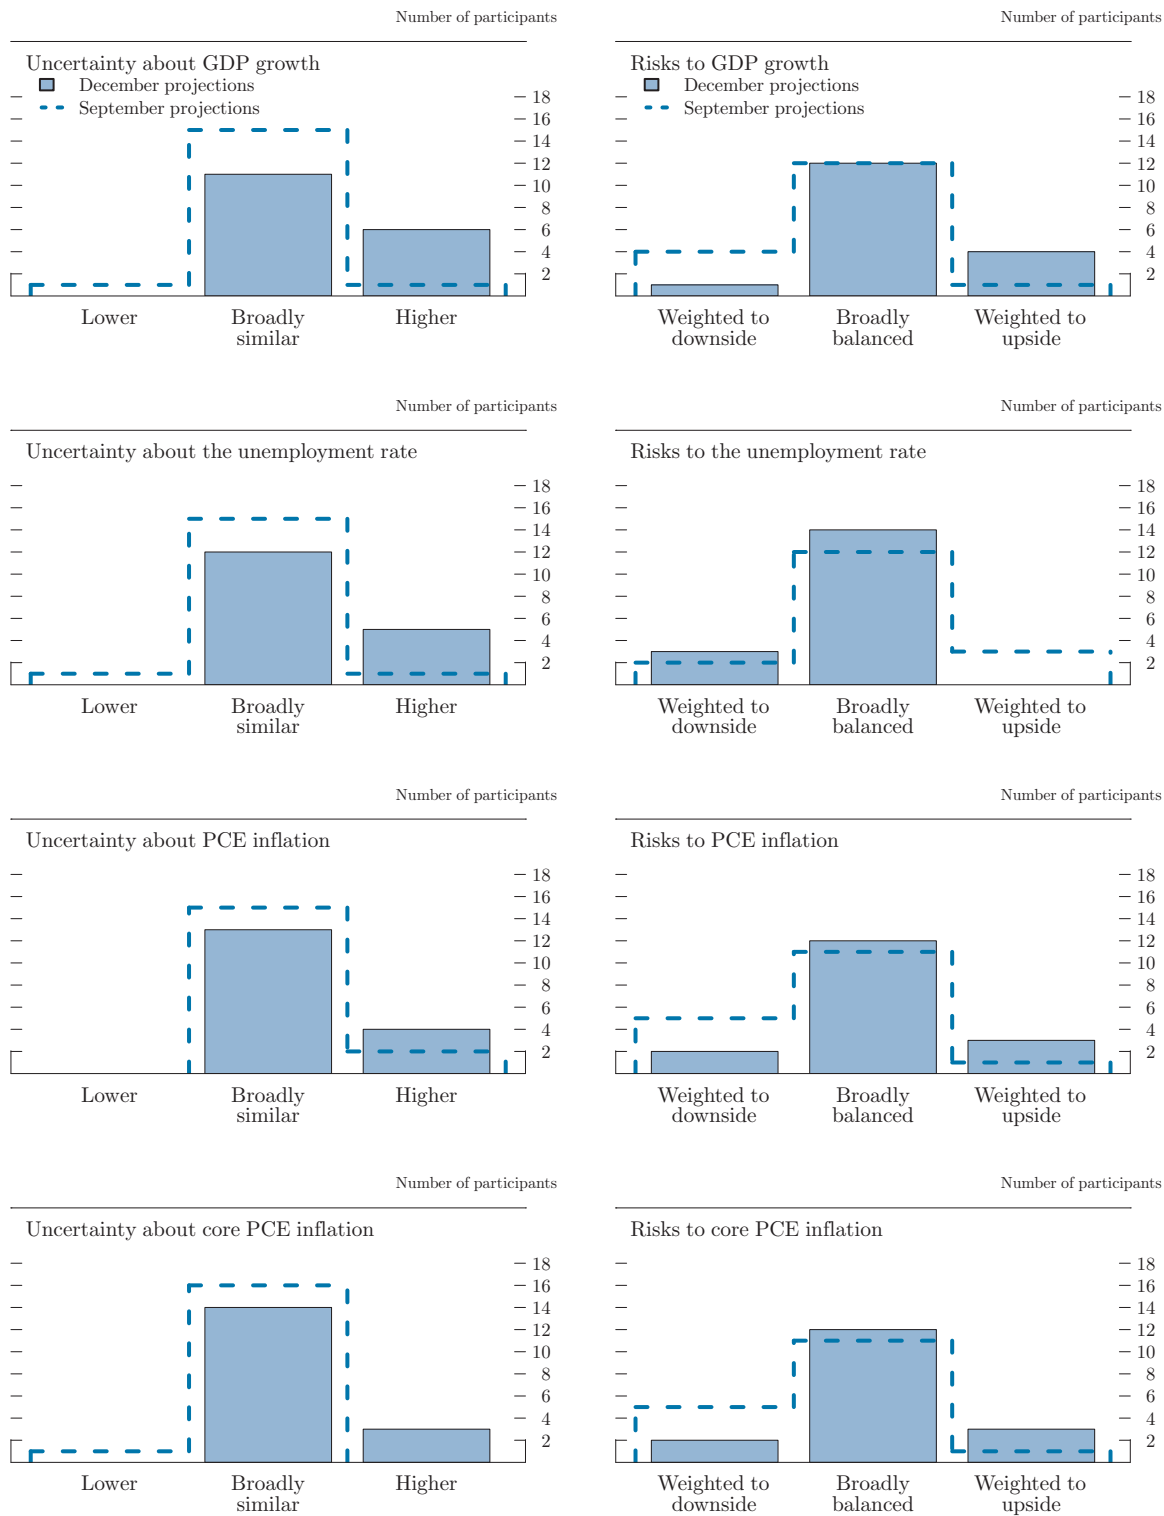 Number of participants
Uncertainty about GDP growth
December projections
September projections
18
16
14
12
10
8
6
4
2
Lower
Broadly
similar
Higher
Number of participants
Risks to GDP growth
December projections
September projections
18
16
14
12
10
8
6
4
2
Weighted to
downside
Broadly
balanced
Weighted to
upside
Number of participants
Uncertainty about the unemployment rate
18
16
14
12
10
8
6
4
2
Lower
Broadly
similar
Higher
Number of participants
Risks to the unemployment rate
18
16
14
12
10
8
6
4
2
Weighted to
downside
Broadly
balanced
Weighted to
upside
Number of participants
Uncertainty about PCE inflation
18
16
14
12
10
8
6
4
2
Lower
Broadly
similar
Higher
Number of participants
Risks to PCE inflation
18
16
14
12
10
8
6
4
2
Weighted to
downside
Broadly
balanced
Weighted to
upside
Number of participants
Uncertainty about core PCE inflation
18
16
14
12
10
8
6
4
2
Lower
Broadly
similar
Higher
Number of participants
Risks to core PCE inflation
18
16
14
12
10
8
6
4
2
Weighted to
downside
Broadly
balanced
Weighted to
upside